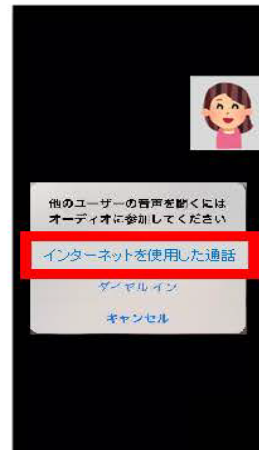 他のユーザーの音声を聞くには
オーディオに参加してください
インターネットを使用した通話
ダイヤルイン
キャンセル